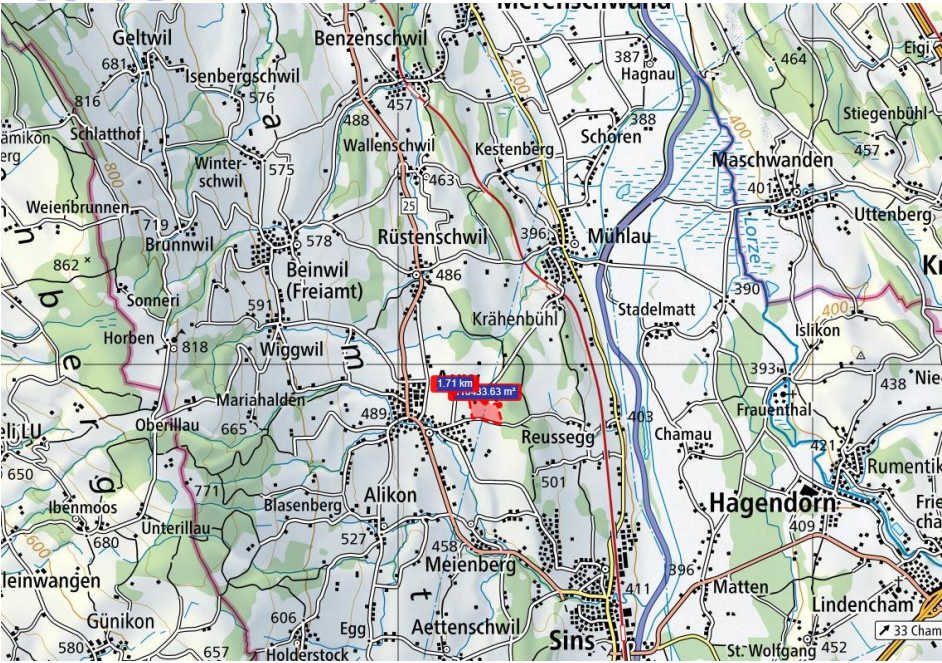 Merenschwand
Geltwil
Benzenschwil
387
464
Eigi
681
Isenbergschwil
Hagnau
400
576
816
457
388
Stiegenbühl
488
a
400
Schlatthof
Schoren
457
Wallenschwil
Kestenberg
Maschwanden
Winter-
schwil
800
575
463
401
Weienbrunnen
25
719
Uttenberg
Brunnwil
578
Rüstenschwil
396
Mühlau
Lorze
n
862
Beinwil
(Freiamt)
486
b
Sonneri
591
390
400
Krähenbühl
Stadelmatt
Islikon
Horben
818
Wiggwil
e
m
393
Nie
1.71 km
438
Mariahalden
489
Frauenthal
r
Oberillau
665
Reussegg
403
Chamau
421
650
Rumentik
g
771
501
Ibenmoos
Blasenberg
Alikon
Hagendorn
Unterillau
527
409
680
600
458
Meienberg
396
leinwangen
411
Matten
606
t
Lindencham
Günikon
Egg
Aettenschwil
Sins
33 Cham
580
657
Holderstock
St. Wolfgang
452